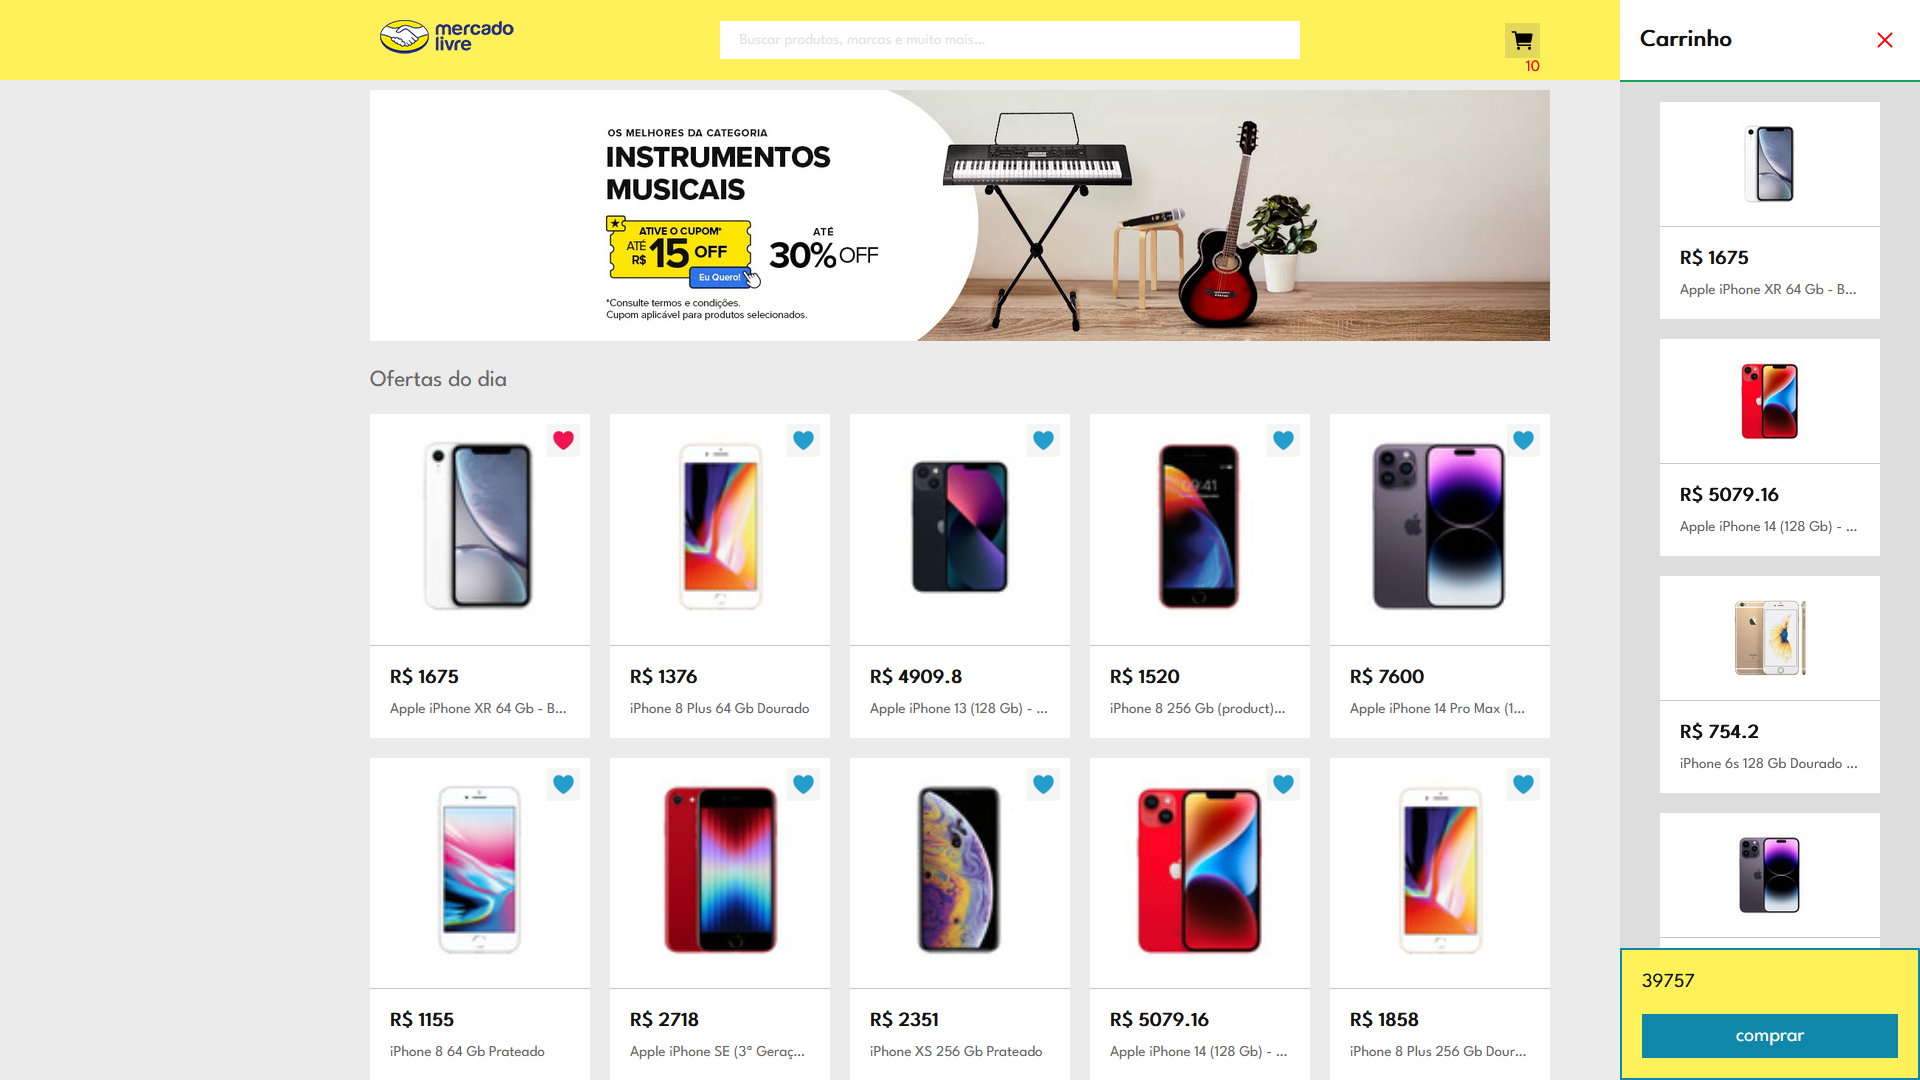 mercado
livre
Buscar produtos, marcas e muito mais...
10
Carrinho
OS MELHORES DA CATEGORIA
INSTRUMENTOS
MUSICAIS
ATIVE O CUPOM*
ATÉ
R$ 15 OFF
Eu Quero!
ATÉ
30% OFF
*Consulte termos e condições.
Cupom aplicável para produtos selecionados.
Ofertas do dia
09:41
R$ 1675
Apple iPhone XR 64 Gb - B...
R$ 1376
iPhone 8 Plus 64 Gb Dourado
R$ 4909.8
Apple iPhone 13 (128 Gb) - ...
R$ 1520
iPhone 8 256 Gb (product)...
R$ 7600
Apple iPhone 14 Pro Max (1...
R$ 1155
iPhone 8 64 Gb Prateado
R$ 2718
Apple iPhone SE (3ª Geraç...
R$ 2351
iPhone XS 256 Gb Prateado
R$ 5079.16
Apple iPhone 14 (128 Gb) - ...
R$ 1858
iPhone 8 Plus 256 Gb Dour...
R$ 1675
Apple iPhone XR 64 Gb - B...
R$ 5079.16
Apple iPhone 14 (128 Gb) - ...
R$ 754.2
iPhone 6s 128 Gb Dourado ...
39757
comprar